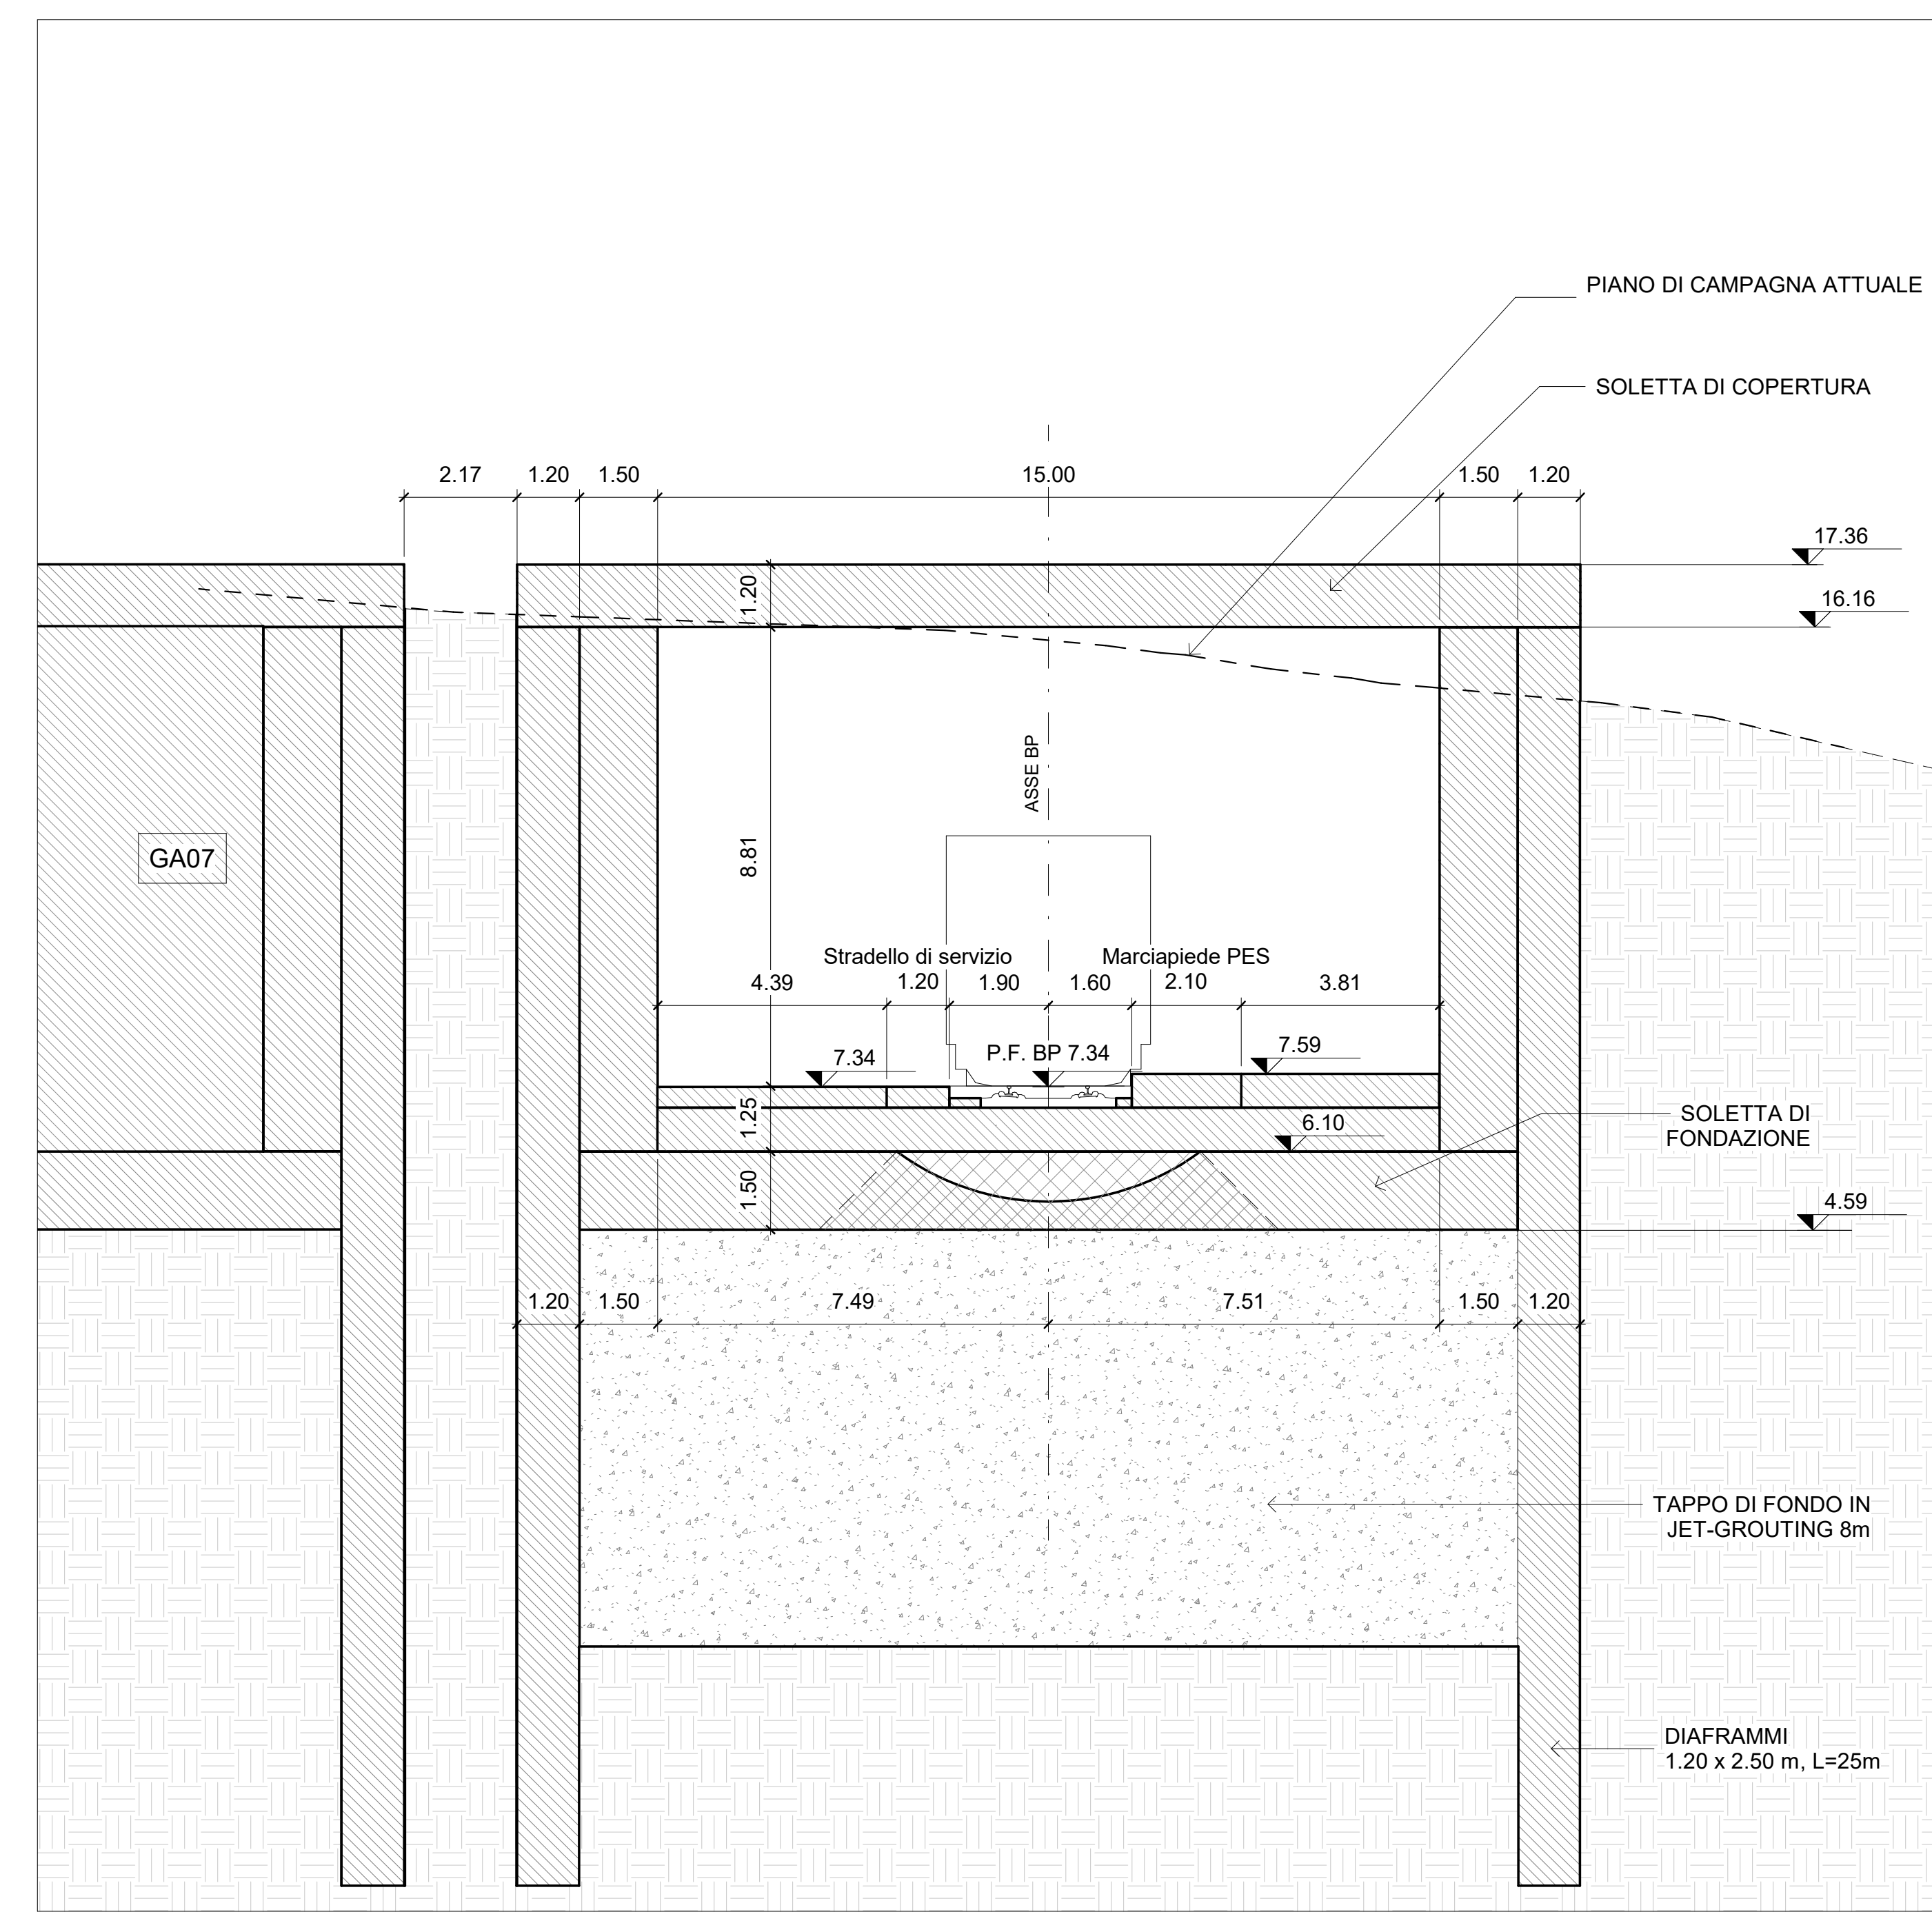 PIANO DI CAMPAGNA ATTUALE
SOLETTA DI COPERTURA
2.17 1.20 1.50 15.00 1.50 1.20
17.36
1.20
16.16
ASSE BP
8.81
GA07
Stradello di servizio Marciapiede PES
4.39 1.20 1.90 1.60 2.10 3.81
7.34 P.F. BP 7.34 7.59
1.25
6.10
SOLETTA DI
FONDAZIONE
1.50
4.59
1.20 1.50 7.49 7.51 1.50 1.20
TAPPO DI FONDO IN
JET-GROUTING 8m
DIAFRAMMI
1.20 x 2.50 m, L=25m